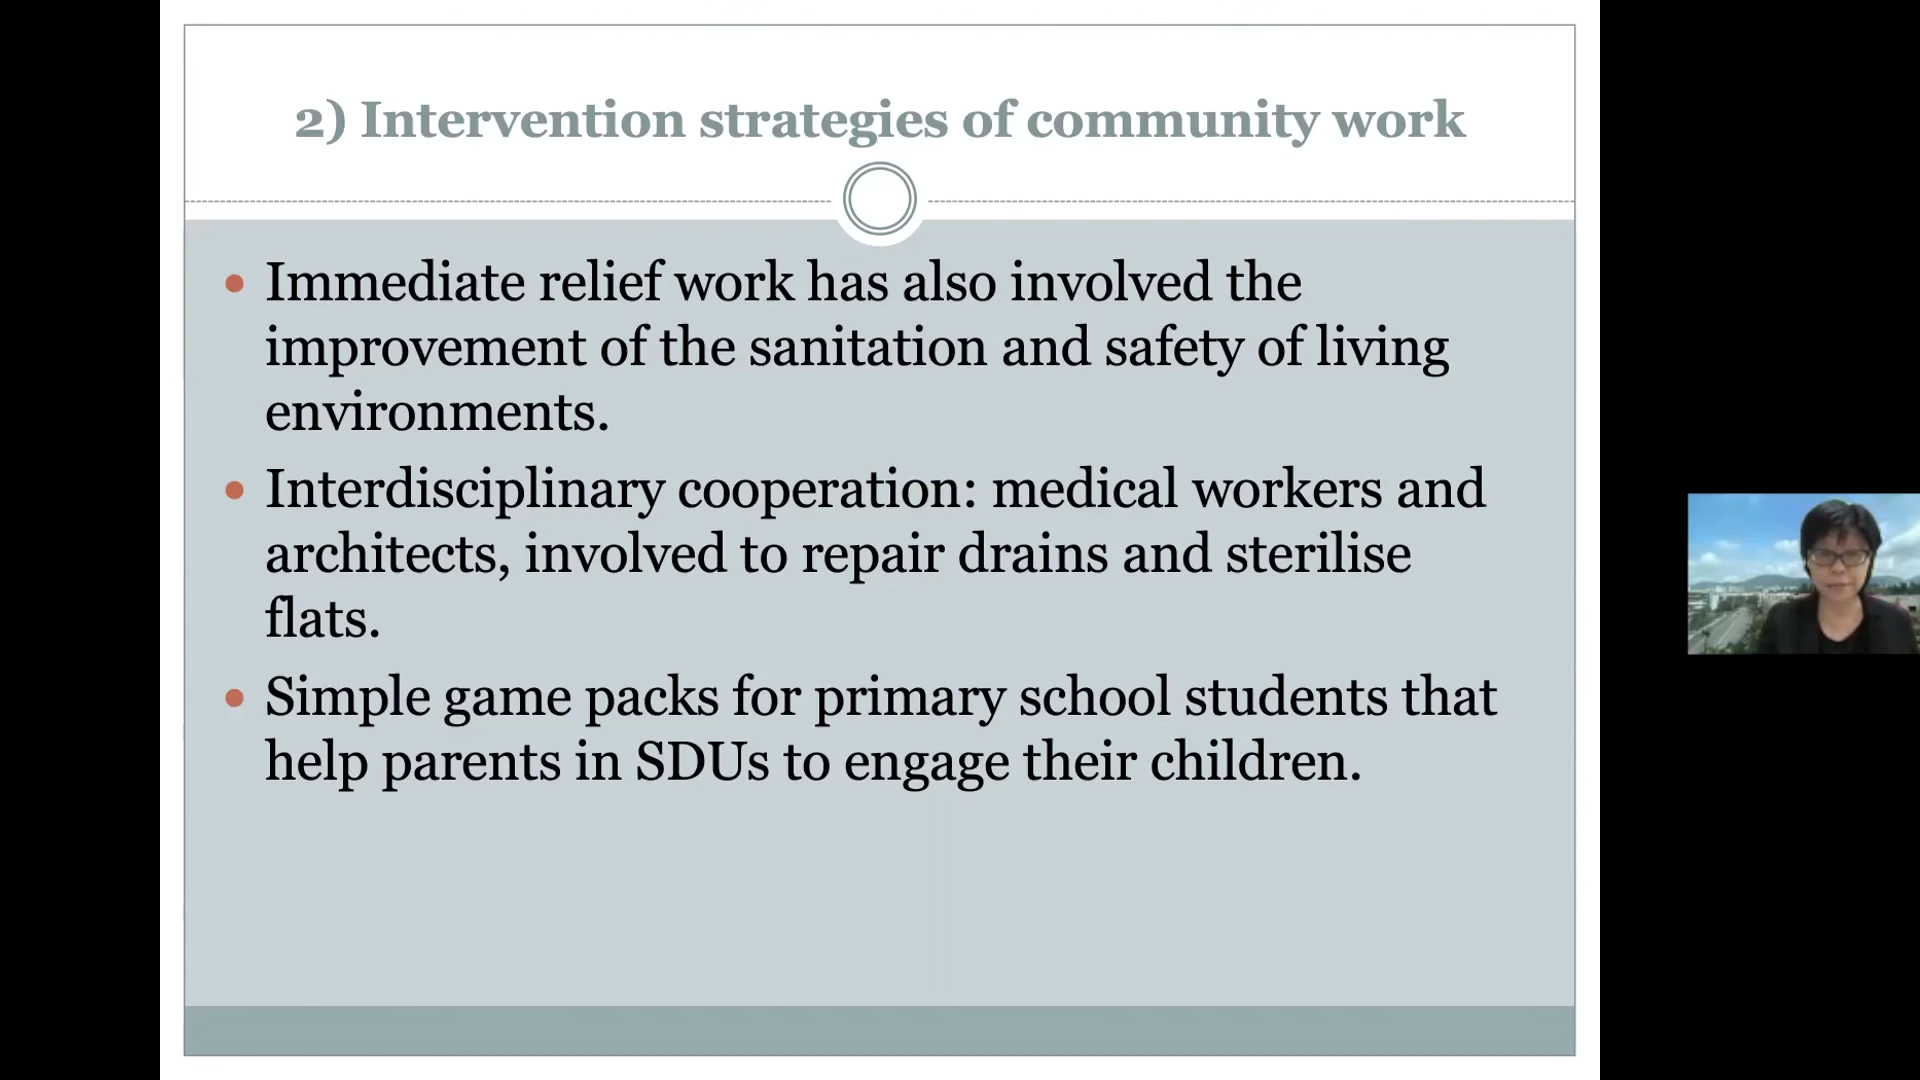 2) Intervention strategies of community work
• Immediate relief work has also involved the
improvement of the sanitation and safety of living
environments.
• Interdisciplinary cooperation: medical workers and
architects, involved to repair drains and sterilise
flats.
• Simple game packs for primary school students that
help parents in SDUs to engage their children.